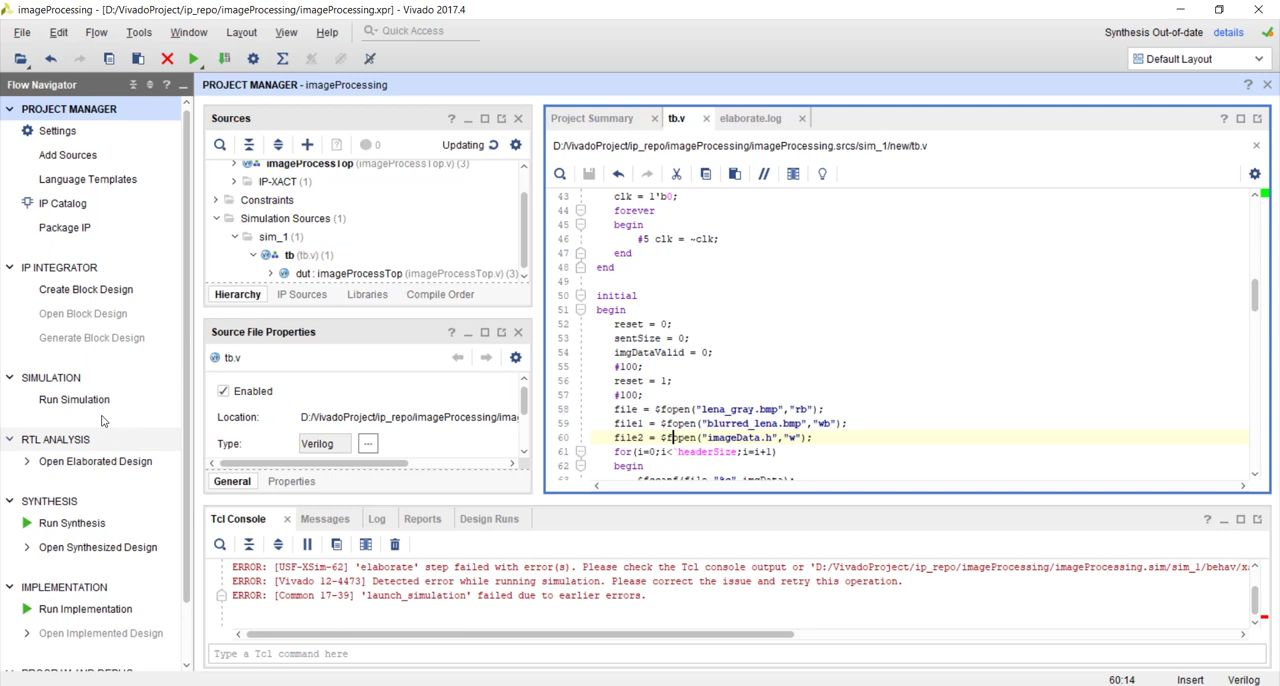 imageProcessing - [D:/VivadoProject/ip_repo/imageProcessing/imageProcessing.xpr] - Vivado 2017.4
File Edit Flow Tools Window Layout View Help Quick Access
Synthesis Out-of-date details
Default Layout
Flow Navigator
PROJECT MANAGER
Settings
Add Sources
Language Templates
IP Catalog
Package IP
IP INTEGRATOR
Create Block Design
Open Block Design
Generate Block Design
SIMULATION
Run Simulation
RTL ANALYSIS
Open Elaborated Design
SYNTHESIS
Run Synthesis
Open Synthesized Design
IMPLEMENTATION
Run Implementation
Open Implemented Design
PROJECT MANAGER - imageProcessing
Sources
0 Updating
imageProcessTop (imageProcessTop.v) (3)
IP-XACT (1)
Constraints
Simulation Sources (1)
sim_1 (1)
tb (tb.v) (1)
dut : imageProcessTop (imageProcessTop.v) (3)
Hierarchy IP Sources Libraries Compile Order
Source File Properties
tb.v
Enabled
Location: D:/VivadoProject/ip_repo/imageProcessing/imag
Type: Verilog ...
General Properties
Project Summary tb.v elaborate.log
D:/VivadoProject/ip_repo/imageProcessing/imageProcessing.srcs/sim_1/new/tb.v
43 clk = 1'b0;
44 forever
45 begin
46 #5 clk = ~clk;
47 end
48 end
49
50 initial
51 begin
52 reset = 0;
53 sentSize = 0;
54 imgDataValid = 0;
55 #100;
56 reset = 1;
57 #100;
58 file = $fopen("lena_gray.bmp","rb");
59 file1 = $fopen("blurred_lena.bmp","wb");
60 file2 = $fopen("imageData.h","w");
61 for(i=0;i<`headerSize;i=i+1)
62 begin
63 $fscanf(file,"%c",imgData);
Tcl Console Messages Log Reports Design Runs
ERROR: [USF-XSim-62] 'elaborate' step failed with error(s). Please check the Tcl console output or 'D:/VivadoProject/ip_repo/imageProcessing/imageProcessing.sim/sim_1/behav/x
ERROR: [Vivado 12-4473] Detected error while running simulation. Please correct the issue and retry this operation.
ERROR: [Common 17-39] 'launch_simulation' failed due to earlier errors.
Type a Tcl command here
60:14 Insert Verilog